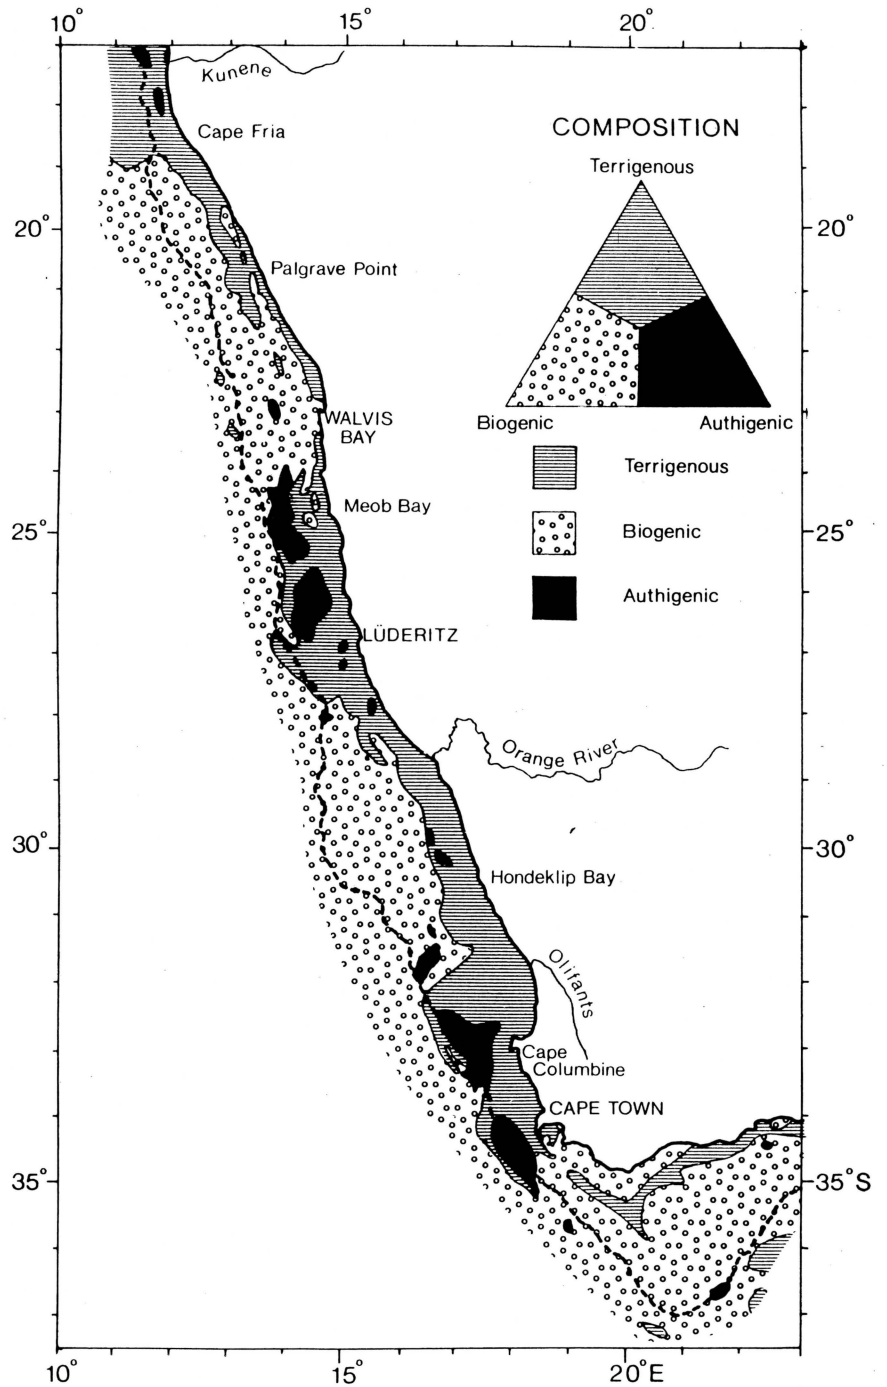 10°
15°
20°
Kunene
COMPOSITION
Cape Fria
Terrigenous
20°
20°
Palgrave Point
WALVIS
BAY
Biogenic
Authigenic
Terrigenous
Meob Bay
25°
Biogenic
25°
Authigenic
LÜDERITZ
Orange River
30°
30°
Hondeklip Bay
Olifants
Cape
Columbine
CAPE TOWN
35°
35°S
10°
15°
20°E